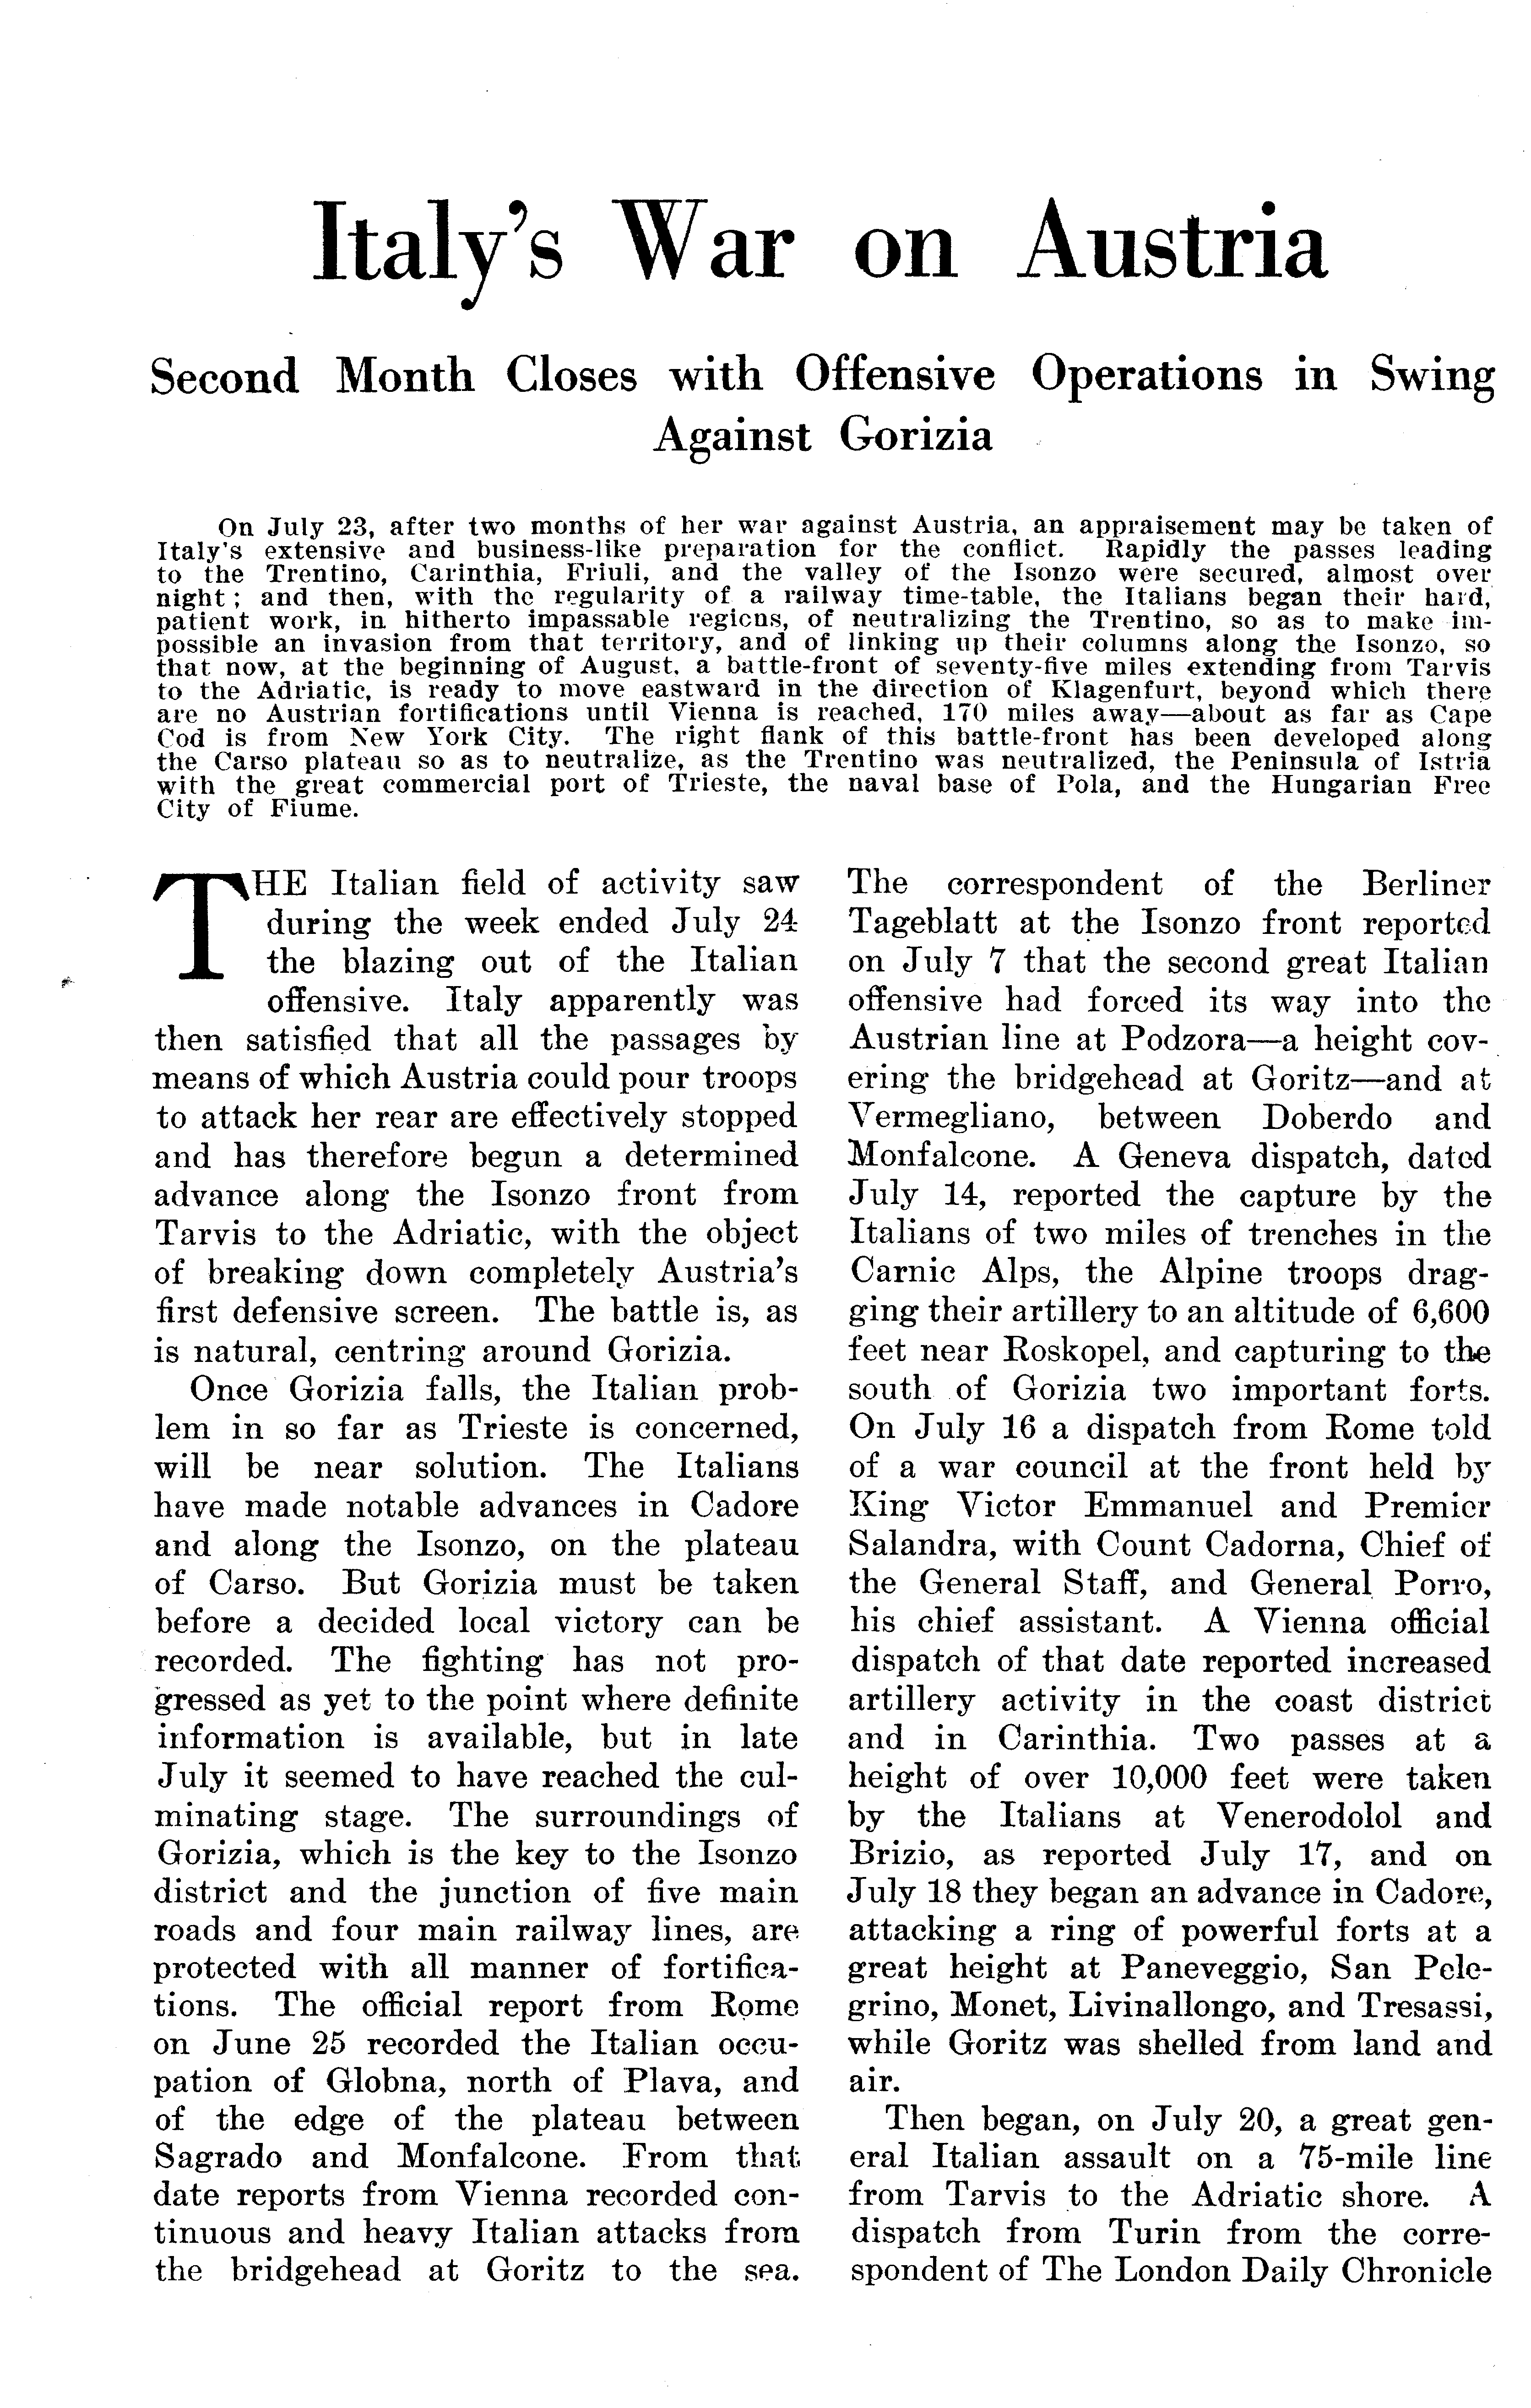 Italy's War on Austria
Second Month Closes with Offensive Operations in Swing
Against Gorizia
On July 23, after two months of her war against Austria, an appraisement may be taken of
Italy's extensive and business-like preparation for the conflict. Rapidly the passes leading
to the Trentino, Carinthia, Friuli, and the valley of the Isonzo were secured, almost over
night; and then, with the regularity of a railway time-table, the Italians began their hard,
patient work, in hitherto impassable regions, of neutralizing the Trentino, so as to make im-
possible an invasion from that territory, and of linking up their columns along the Isonzo, so
that now, at the beginning of August, a battle-front of seventy-five miles extending from Tarvis
to the Adriatic, is ready to move eastward in the direction of Klagenfurt, beyond which there
are no Austrian fortifications until Vienna is reached, 170 miles away—about as far as Cape
Cod is from New York City. The right flank of this battle-front has been developed along
the Carso plateau so as to neutralize, as the Trentino was neutralized, the Peninsula of Istria
with the great commercial port of Trieste, the naval base of Pola, and the Hungarian Free
City of Fiume.
THE Italian field of activity saw
during the week ended July 24
the blazing out of the Italian
offensive. Italy apparently was
then satisfied that all the passages by
means of which Austria could pour troops
to attack her rear are effectively stopped
and has therefore begun a determined
advance along the Isonzo front from
Tarvis to the Adriatic, with the object
of breaking down completely Austria's
first defensive screen. The battle is, as
is natural, centring around Gorizia.
Once Gorizia falls, the Italian prob-
lem in so far as Trieste is concerned,
will be near solution. The Italians
have made notable advances in Cadore
and along the Isonzo, on the plateau
of Carso. But Gorizia must be taken
before a decided local victory can be
recorded. The fighting has not pro-
gressed as yet to the point where definite
information is available, but in late
July it seemed to have reached the cul-
minating stage. The surroundings of
Gorizia, which is the key to the Isonzo
district and the junction of five main
roads and four main railway lines, are
protected with all manner of fortifica-
tions. The official report from Rome
on June 25 recorded the Italian occu-
pation of Globna, north of Plava, and
of the edge of the plateau between
Sagrado and Monfalcone. From that
date reports from Vienna recorded con-
tinuous and heavy Italian attacks from
the bridgehead at Goritz to the sea.
The correspondent of the Berliner
Tageblatt at the Isonzo front reported
on July 7 that the second great Italian
offensive had forced its way into the
Austrian line at Podzora—a height cov-
ering the bridgehead at Goritz—and at
Vermegliano, between Doberdo and
Monfalcone. A Geneva dispatch, dated
July 14, reported the capture by the
Italians of two miles of trenches in the
Carnic Alps, the Alpine troops drag-
ging their artillery to an altitude of 6,600
feet near Roskopel, and capturing to the
south of Gorizia two important forts.
On July 16 a dispatch from Rome told
of a war council at the front held by
King Victor Emmanuel and Premier
Salandra, with Count Cadorna, Chief of
the General Staff, and General Porro,
his chief assistant. A Vienna official
dispatch of that date reported increased
artillery activity in the coast district
and in Carinthia. Two passes at a
height of over 10,000 feet were taken
by the Italians at Venerodolol and
Brizio, as reported July 17, and on
July 18 they began an advance in Cadore,
attacking a ring of powerful forts at a
great height at Paneveggio, San Pele-
grino, Monet, Livinallongo, and Tresassi,
while Goritz was shelled from land and
air.
Then began, on July 20, a great gen-
eral Italian assault on a 75-mile line
from Tarvis to the Adriatic shore. A
dispatch from Turin from the corre-
spondent of The London Daily Chronicle